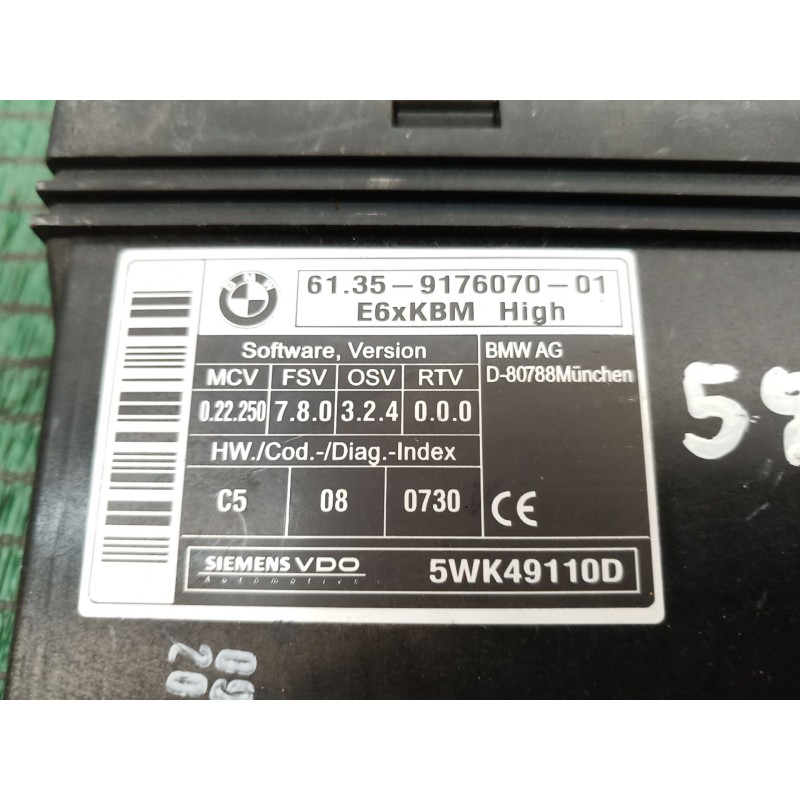 BMW
61.35-9176070-01
E6xKBM High
Software, Version
MCV FSV OSV RTV
0.22.250 7.8.0 3.2.4 0.0.0
HW./Cod.-/Diag.-Index
C5 08 0730
BMW AG
D-80788München
CE
SIEMENS VDO
Automotive
5WK49110D